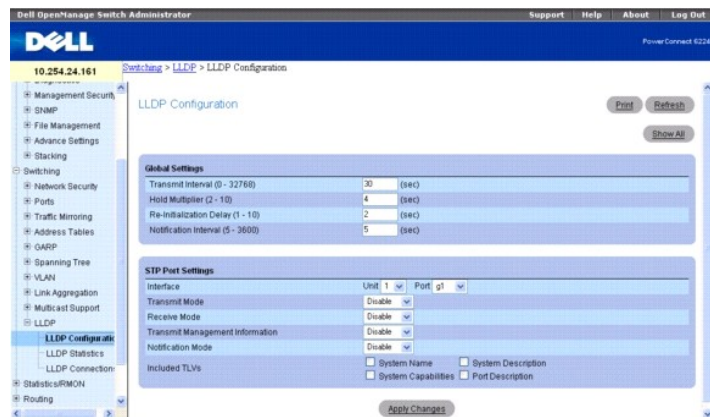 Dell OpenManage Switch Administrator Support Help About Log Out
DELL
PowerConnect 6224
10.254.24.161
Switching > LLDP > LLDP Configuration
Management Securit
SNMP
File Management
Advance Settings
Stacking
Switching
Network Security
Ports
Traffic Mirroring
Address Tables
GARP
Spanning Tree
VLAN
Link Aggregation
Multicast Support
LLDP
LLDP Configuratic
LLDP Statistics
LLDP Connection
Statistics/RMON
Routing
LLDP Configuration
Print Refresh
Show All
Global Settings
Transmit Interval (0 - 32768) 30 (sec)
Hold Multiplier (2 - 10) 4 (sec)
Re-Initialization Delay (1 - 10) 2 (sec)
Notification Interval (5 - 3600) 5 (sec)
STP Port Settings
Interface Unit 1 Port g1
Transmit Mode Disable
Receive Mode Disable
Transmit Management Information Disable
Notification Mode Disable
Included TLVs System Name System Description
System Capabilities Port Description
Apply Changes